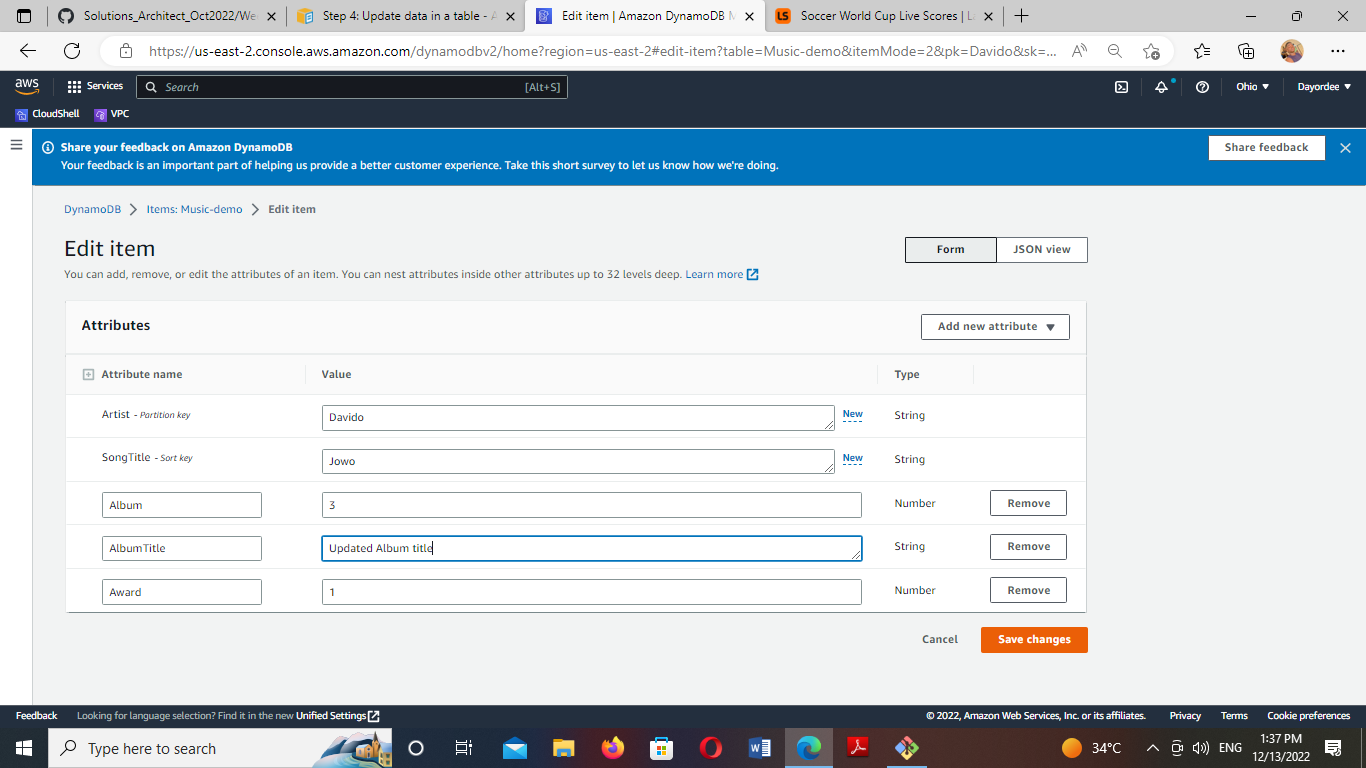 Solutions_Architect_Oct2022/We
Step 4: Update data in a table - A
Edit item | Amazon DynamoDB M
LS Soccer World Cup Live Scores | La
https://us-east-2.console.aws.amazon.com/dynamodbv2/home?region=us-east-2#edit-item?table=Music-demo&itemMode=2&pk=Davido&sk=...
aws Services Search [Alt+S] Ohio Dayordee
CloudShell VPC
Share your feedback on Amazon DynamoDB
Your feedback is an important part of helping us provide a better customer experience. Take this short survey to let us know how we're doing.
Share feedback
DynamoDB Items: Music-demo Edit item
Edit item
Form JSON view
You can add, remove, or edit the attributes of an item. You can nest attributes inside other attributes up to 32 levels deep. Learn more
Attributes
Add new attribute
Attribute name Value Type
Artist - Partition key Davido New String
SongTitle - Sort key Jowo New String
Album 3 Number Remove
AlbumTitle Updated Album title String Remove
Award 1 Number Remove
Cancel Save changes
Feedback Looking for language selection? Find it in the new Unified Settings © 2022, Amazon Web Services, Inc. or its affiliates. Privacy Terms Cookie preferences
Type here to search
34°C ENG
1:37 PM
12/13/2022